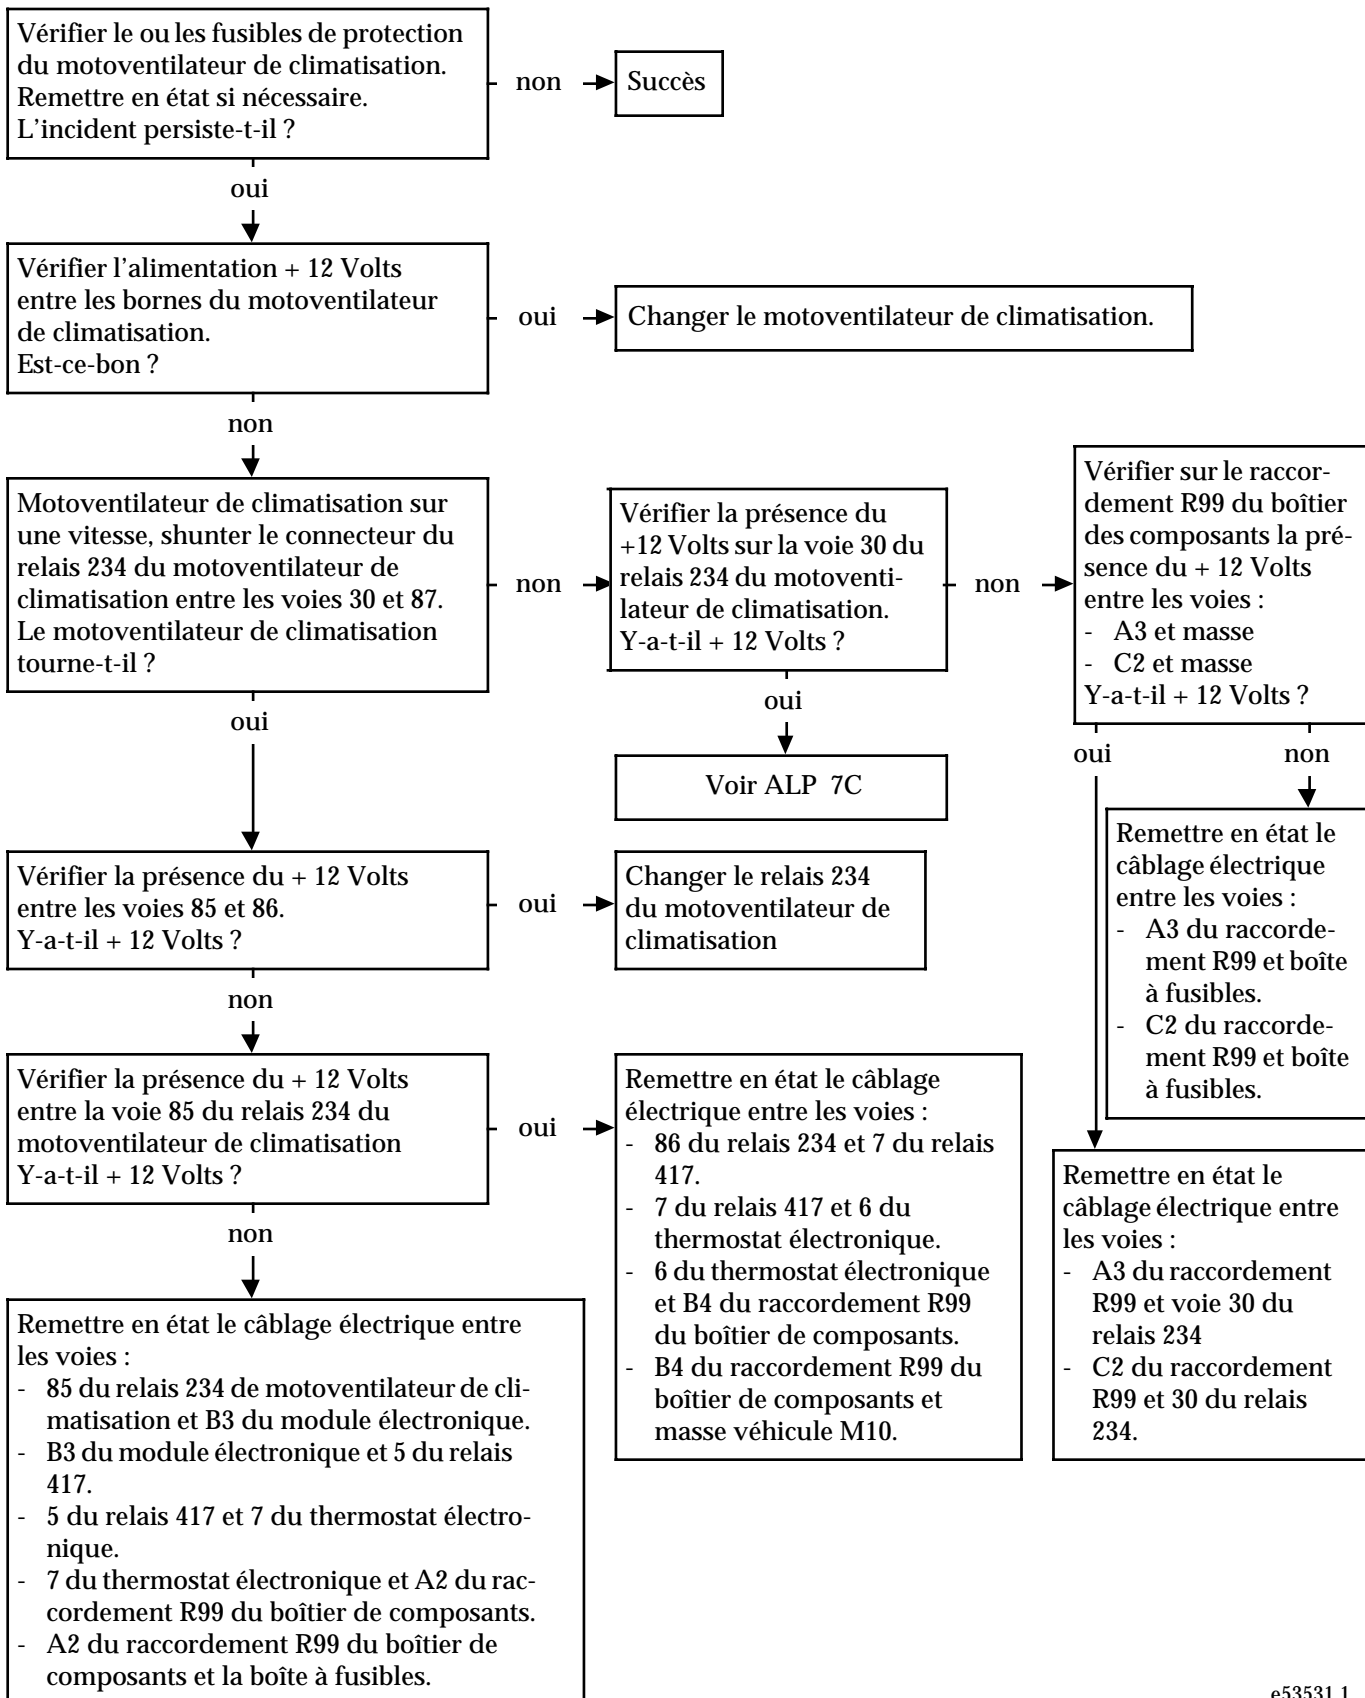 Vérifier le ou les fusibles de protection
du motoventilateur de climatisation.
Remettre en état si nécessaire.
L'incident persiste-t-il ?
non
Succès
oui
Vérifier l'alimentation + 12 Volts
entre les bornes du motoventilateur
de climatisation.
Est-ce-bon ?
oui
Changer le motoventilateur de climatisation.
non
Motoventilateur de climatisation sur
une vitesse, shunter le connecteur du
relais 234 du motoventilateur de
climatisation entre les voies 30 et 87.
Le motoventilateur de climatisation
tourne-t-il ?
non
Vérifier la présence du
+12 Volts sur la voie 30 du
relais 234 du motoventi-
lateur de climatisation.
Y-a-t-il + 12 Volts ?
non
Vérifier sur le raccor-
dement R99 du boîtier
des composants la pré-
sence du + 12 Volts
entre les voies :
- A3 et masse
- C2 et masse
Y-a-t-il + 12 Volts ?
oui
oui
Voir ALP 7C
oui
non
Remettre en état le
câblage électrique
entre les voies :
- A3 du raccorde-
ment R99 et boîte
à fusibles.
- C2 du raccorde-
ment R99 et boîte
à fusibles.
Vérifier la présence du + 12 Volts
entre les voies 85 et 86.
Y-a-t-il + 12 Volts ?
oui
Changer le relais 234
du motoventilateur de
climatisation
non
Vérifier la présence du + 12 Volts
entre la voie 85 du relais 234 du
motoventilateur de climatisation
Y-a-t-il + 12 Volts ?
oui
Remettre en état le câblage
électrique entre les voies :
- 86 du relais 234 et 7 du relais
417.
- 7 du relais 417 et 6 du
thermostat électronique.
- 6 du thermostat électronique
et B4 du raccordement R99
du boîtier de composants.
- B4 du raccordement R99 du
boîtier de composants et
masse véhicule M10.
Remettre en état le
câblage électrique entre
les voies :
- A3 du raccordement
R99 et voie 30 du
relais 234
- C2 du raccordement
R99 et 30 du relais
234.
non
Remettre en état le câblage électrique entre
les voies :
- 85 du relais 234 de motoventilateur de cli-
matisation et B3 du module électronique.
- B3 du module électronique et 5 du relais
417.
- 5 du relais 417 et 7 du thermostat électro-
nique.
- 7 du thermostat électronique et A2 du rac-
cordement R99 du boîtier de composants.
- A2 du raccordement R99 du boîtier de
composants et la boîte à fusibles.
e53531.1